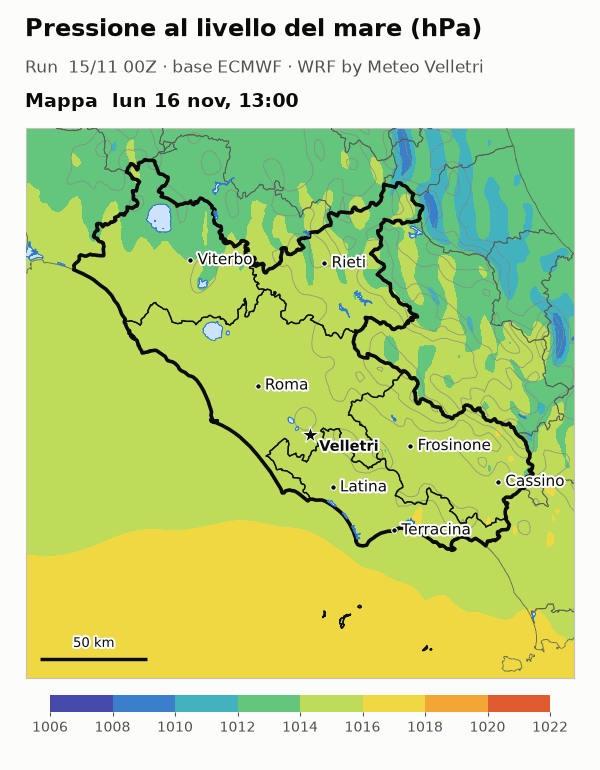 Pressione al livello del mare (hPa)
Run  15/11 00Z · base ECMWF · WRF by Meteo Velletri
Mappa  lun 16 nov, 13:00
Viterbo
Rieti
Roma
Velletri
Frosinone
Cassino
Latina
Terracina
50 km
1006 1008 1010 1012 1014 1016 1018 1020 1022